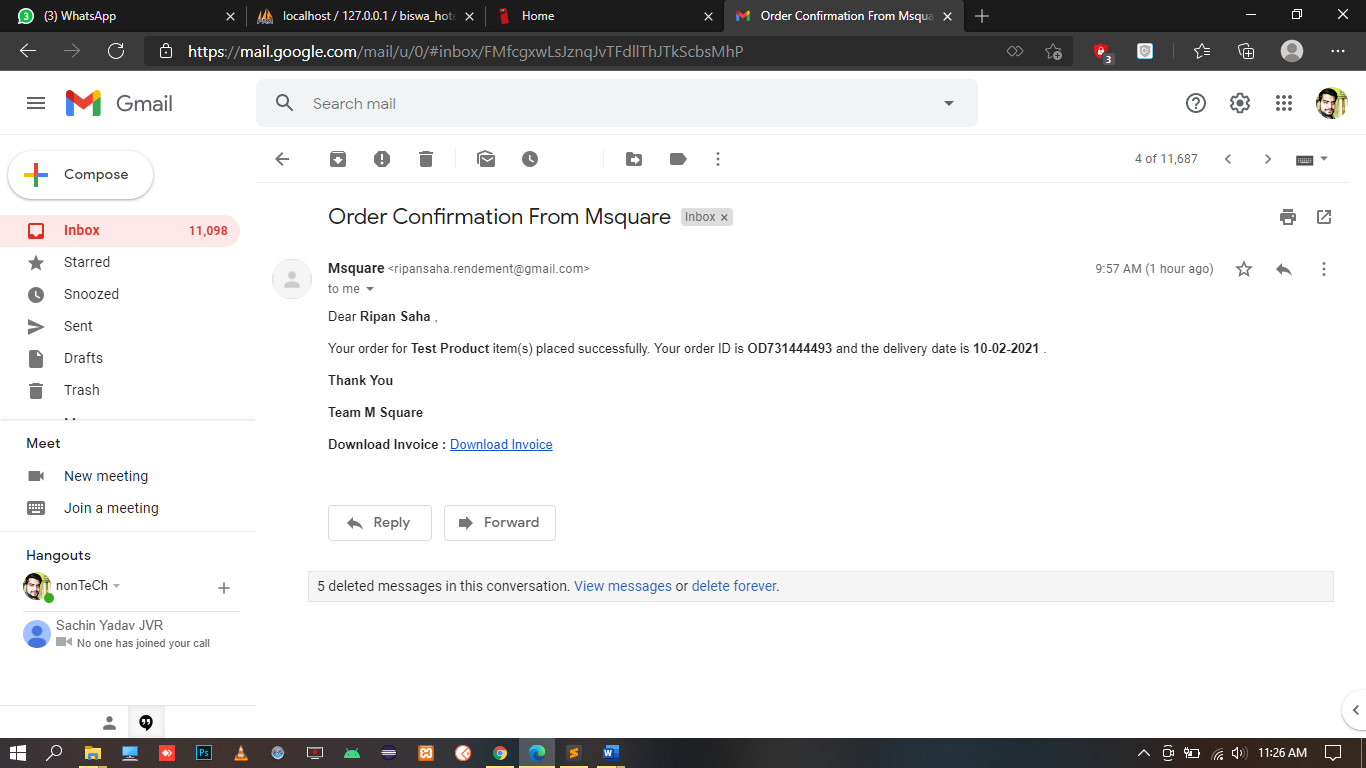 (3) WhatsApp
localhost / 127.0.0.1 / biswa_hote
Home
Order Confirmation From Msqua
https://mail.google.com/mail/u/0/#inbox/FMfcgxwLsJznqJvTFdllThJTkScbsMhP
3
Gmail
Search mail
Compose
4 of 11,687
Inbox 11,098
Starred
Snoozed
Sent
Drafts
Trash
Order Confirmation From Msquare Inbox x
Msquare <ripansaha.rendement@gmail.com> 9:57 AM (1 hour ago)
to me
Dear Ripan Saha ,
Your order for Test Product item(s) placed successfully. Your order ID is OD731444493 and the delivery date is 10-02-2021 .
Thank You
Team M Square
Download Invoice : Download Invoice
Reply Forward
5 deleted messages in this conversation. View messages or delete forever.
Meet
New meeting
Join a meeting
Hangouts
nonTeCh
Sachin Yadav JVR
No one has joined your call
Ps
11:26 AM